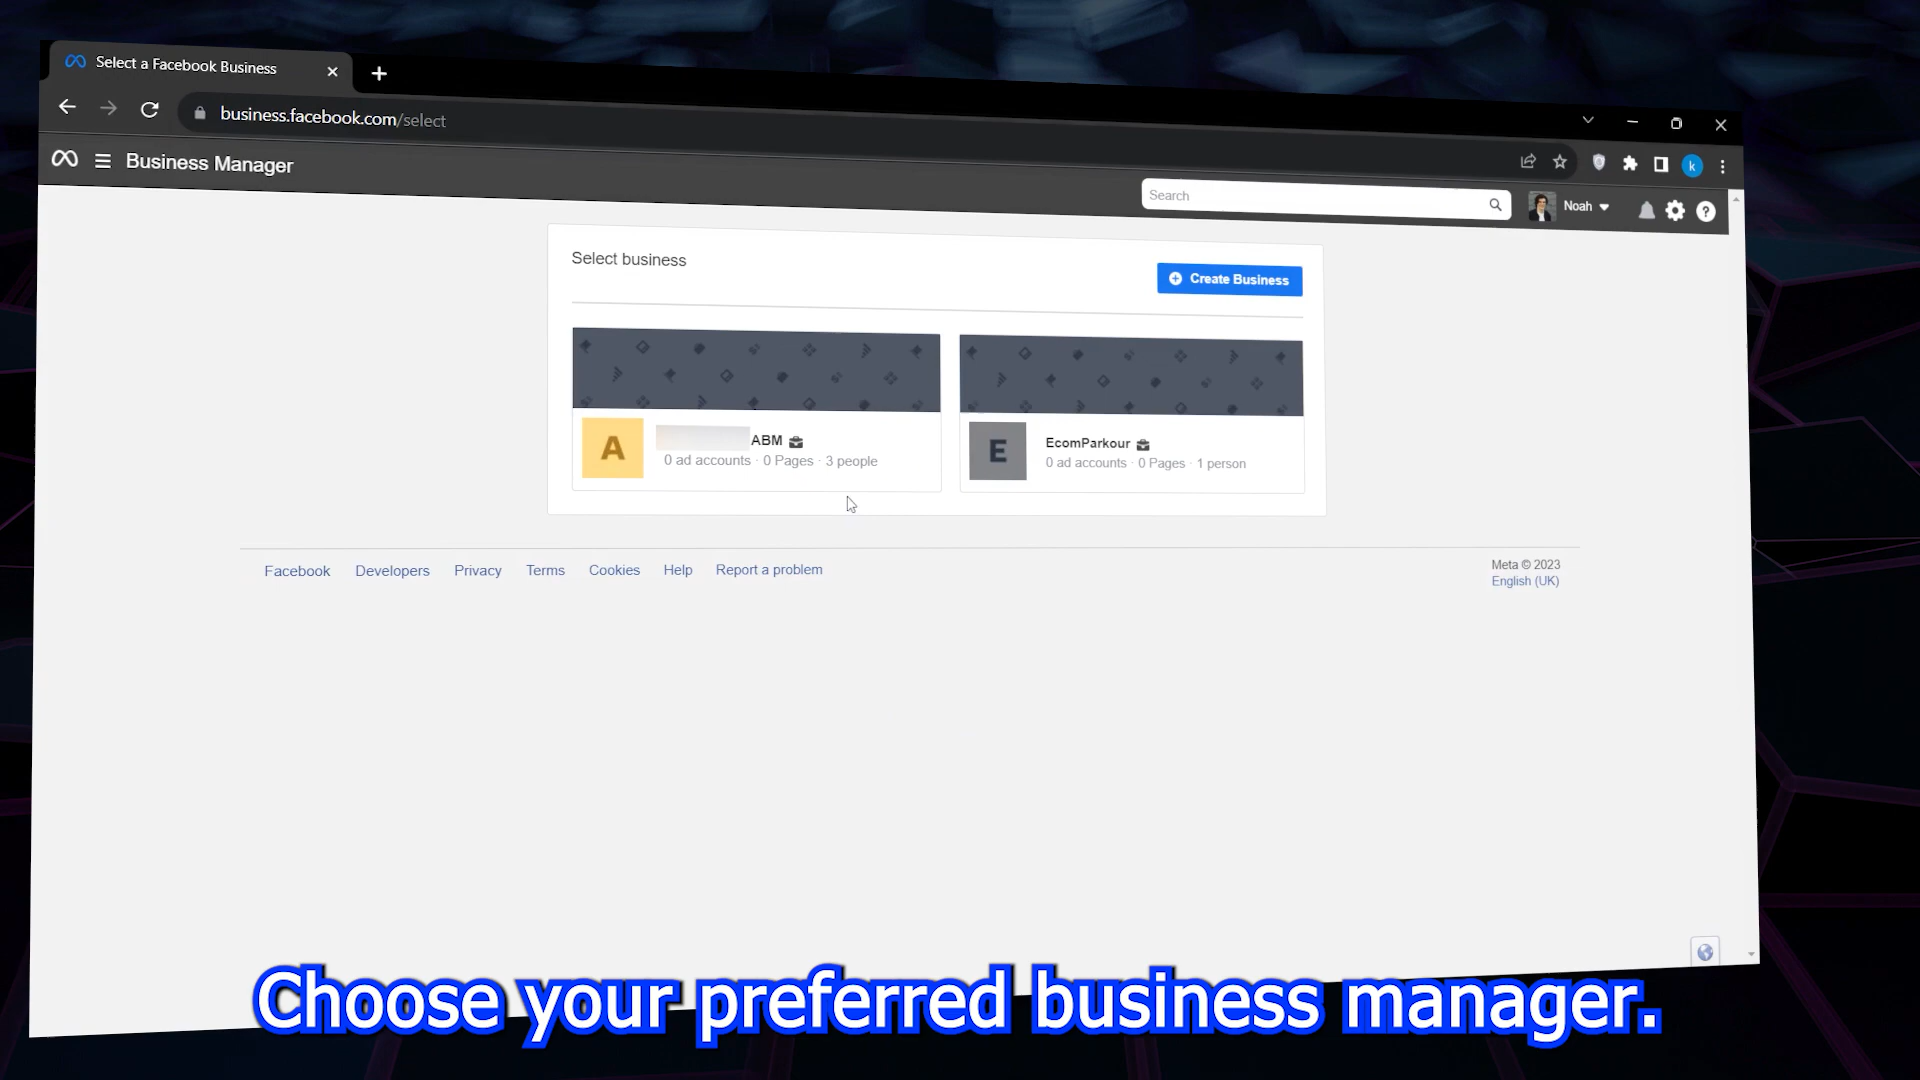 Select a Facebook Business
business.facebook.com/select
Business Manager
Search
Noah
k
Select business
Create Business
A
ABM
0 ad accounts · 0 Pages · 3 people
E
EcomParkour
0 ad accounts · 0 Pages · 1 person
Facebook Developers Privacy Terms Cookies Help Report a problem
Meta © 2023
English (UK)
Choose your preferred business manager.